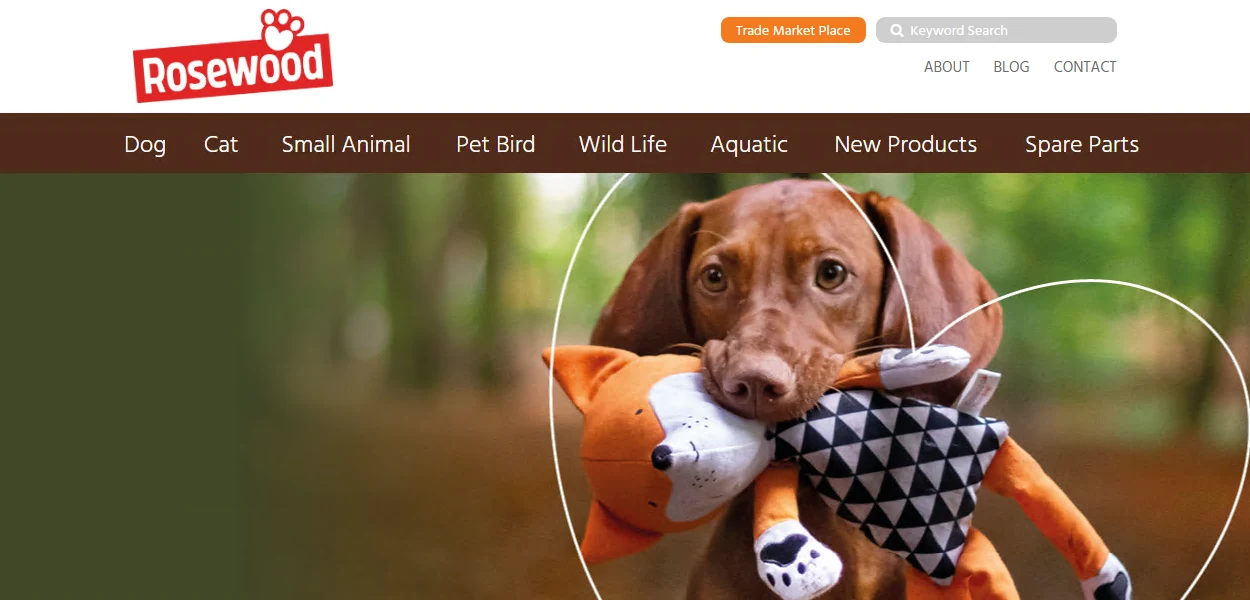 Rosewood
Trade Market Place
Keyword Search
ABOUT BLOG CONTACT
Dog Cat Small Animal Pet Bird Wild Life Aquatic New Products Spare Parts